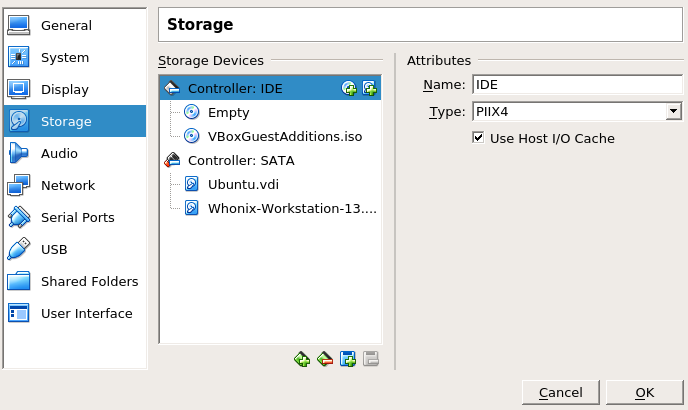 General
System
Display
Storage
Audio
Network
Serial Ports
USB
Shared Folders
User Interface
Storage
Storage Devices
Controller: IDE
Empty
VBoxGuestAdditions.iso
Controller: SATA
Ubuntu.vdi
Whonix-Workstation-13....
Attributes
Name: IDE
Type: PIIX4
Use Host I/O Cache
Cancel
OK